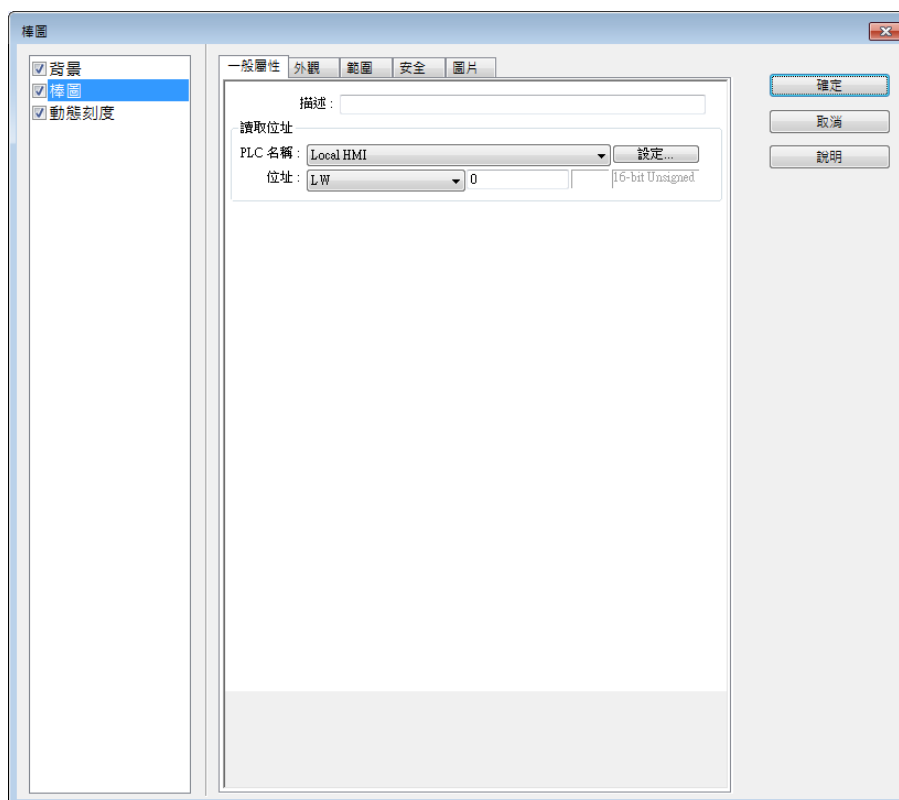 棒圖
背景
棒圖
動態刻度
一般屬性 外觀 範圍 安全 圖片
描述 :
讀取位址
PLC 名稱 : Local HMI 設定...
位址 : LW 0 16-bit Unsigned
確定
取消
說明